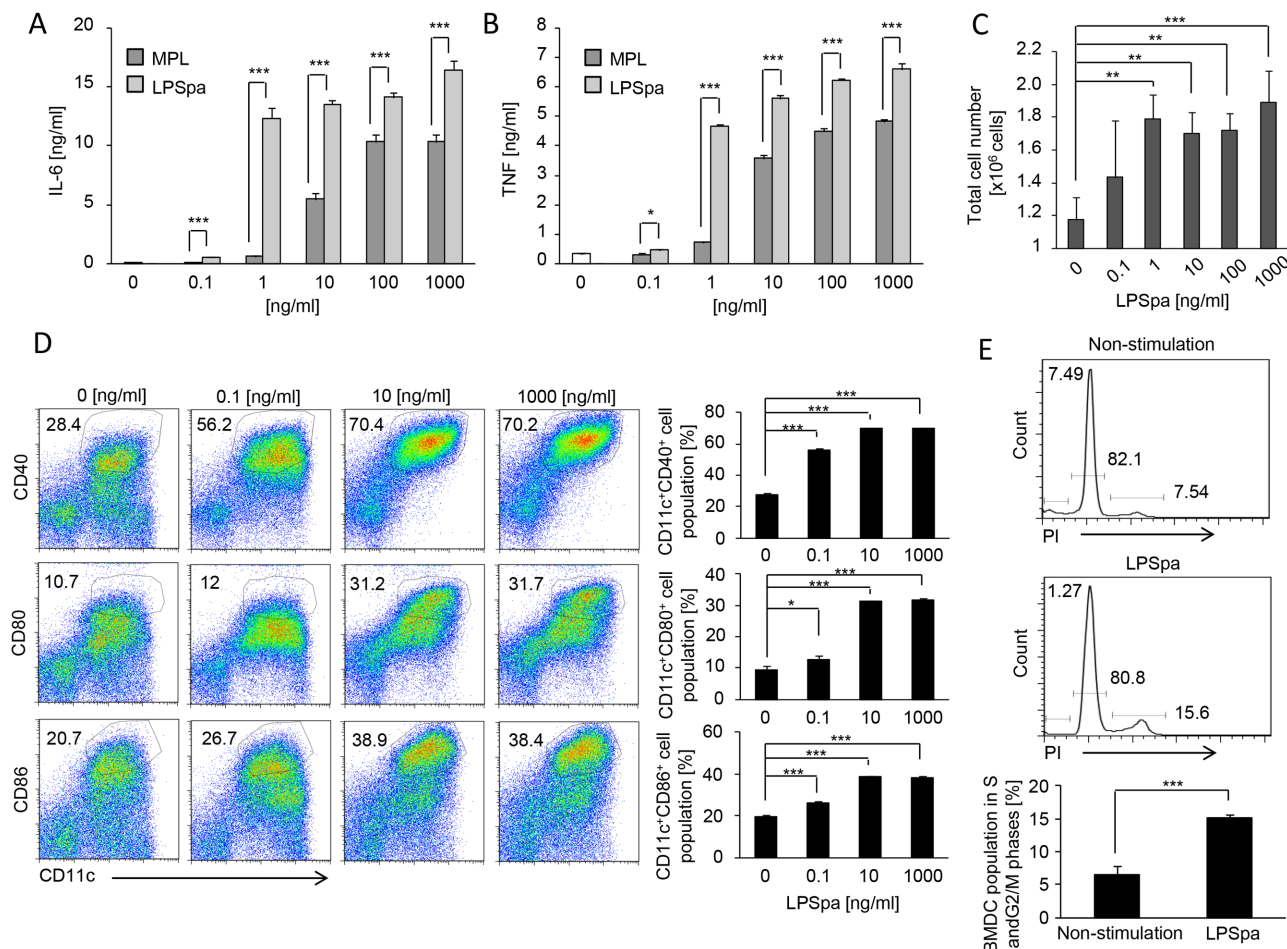 A
20
15
10
5
0
IL-6 [ng/ml]
MPL
LPSpa
***
***
***
***
***
0 0.1 1 10 100 1000
[ng/ml]
B
8
7
6
5
4
3
2
1
0
TNF [ng/ml]
MPL
LPSpa
*
***
***
***
***
0 0.1 1 10 100 1000
[ng/ml]
C
***
**
**
**
2.2
2
1.8
1.6
1.4
1.2
1
Total cell number
[x10⁶ cells]
0 0.1 1 10 100 1000
LPSpa [ng/ml]
D
0 [ng/ml] 0.1 [ng/ml] 10 [ng/ml] 1000 [ng/ml]
CD40
28.4 56.2 70.4 70.2
CD80
10.7 12 31.2 31.7
CD86
20.7 26.7 38.9 38.4
CD11c
CD11c⁺CD40⁺ cell
population [%]
80
60
40
20
0
***
***
***
0 0.1 10 1000
CD11c⁺CD80⁺ cell
population [%]
40
30
20
10
0
***
***
*
0 0.1 10 1000
CD11c⁺CD86⁺ cell
population [%]
60
40
20
0
***
***
***
0 0.1 10 1000
LPSpa [ng/ml]
E
Non-stimulation
7.49
82.1
7.54
Count
PI
LPSpa
1.27
80.8
15.6
Count
PI
BMDC population in S
andG2/M phases [%]
20
15
10
5
0
***
Non-stimulation LPSpa